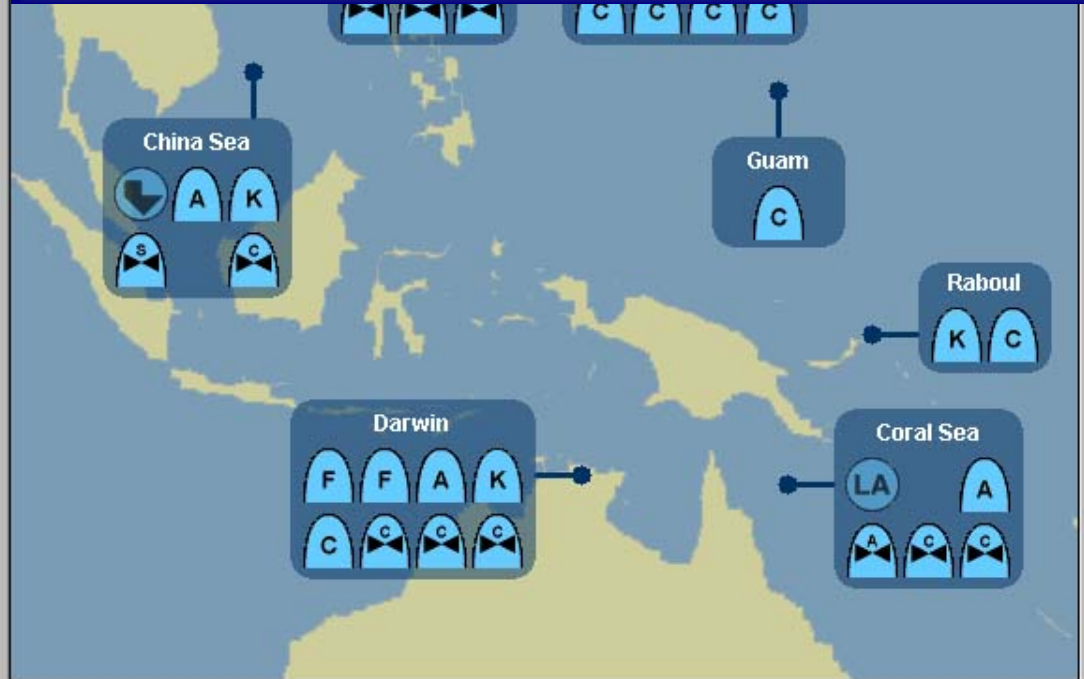 C C C C
China Sea
A K
S C
Guam
C
Raboul
K C
Darwin
F F A K
C C C C
Coral Sea
LA A
A C C